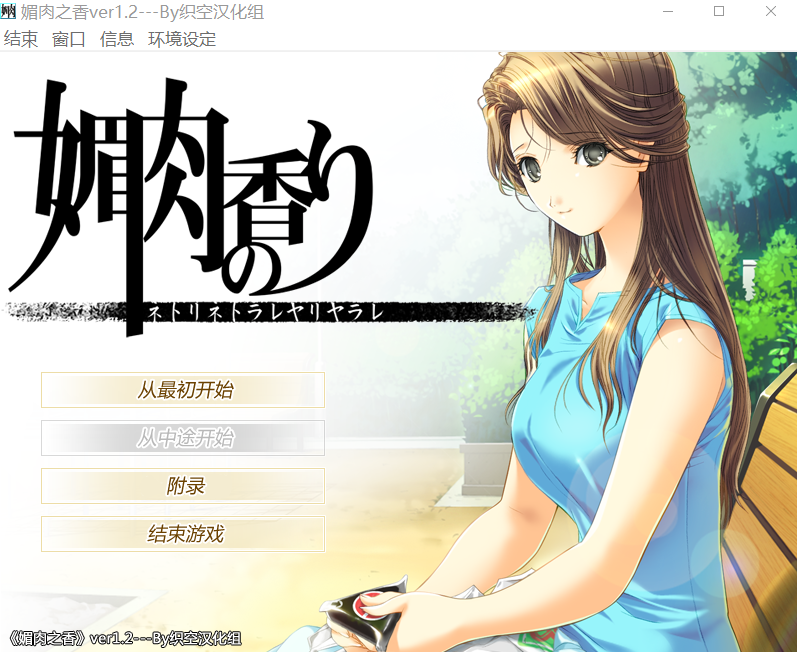 媚肉之香ver1.2---By织空汉化组
结束 窗口 信息 环境设定
媚肉の香り
ネトリネトラレヤリヤラレ
从最初开始
从中途开始
附录
结束游戏
《媚肉之香》ver1.2---By织空汉化组